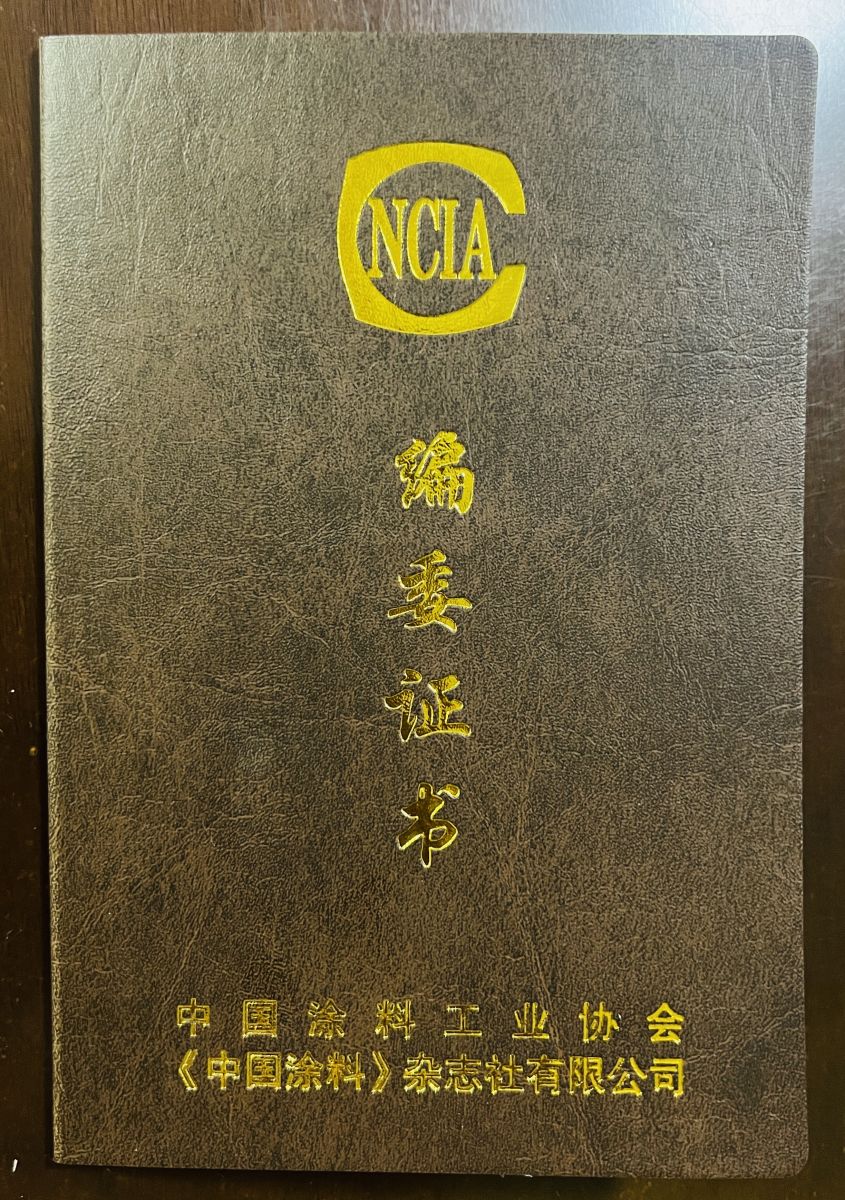 NCIA
编委证书
中国涂料工业协会
《中国涂料》杂志社有限公司